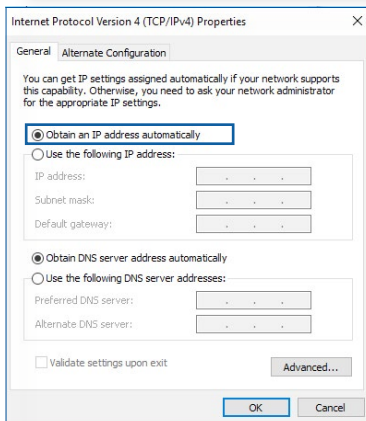 Internet Protocol Version 4 (TCP/IPv4) Properties
General Alternate Configuration
You can get IP settings assigned automatically if your network supports
this capability. Otherwise, you need to ask your network administrator
for the appropriate IP settings.
Obtain an IP address automatically
Use the following IP address:
IP address:
Subnet mask:
Default gateway:
Obtain DNS server address automatically
Use the following DNS server addresses:
Preferred DNS server:
Alternate DNS server:
Validate settings upon exit
Advanced...
OK Cancel